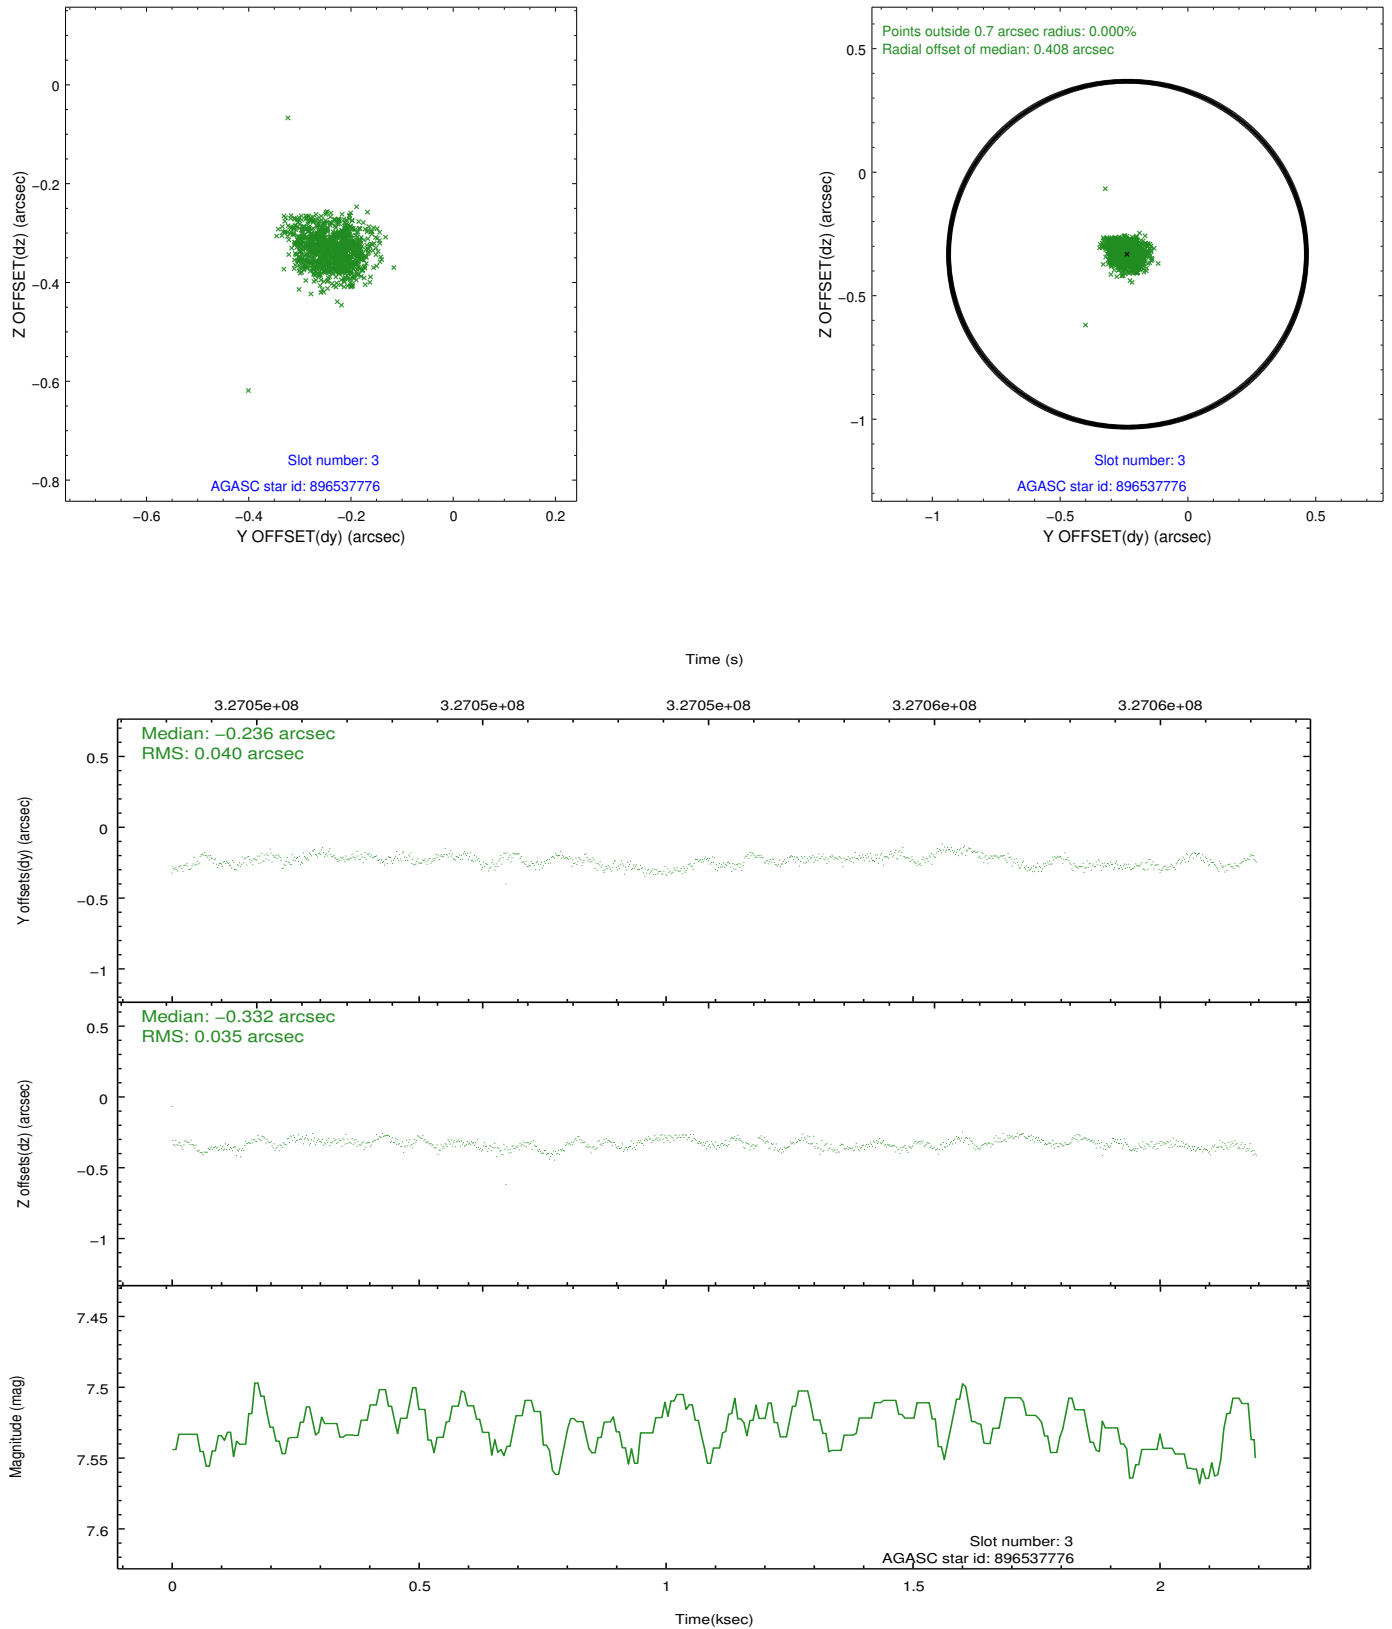 0
−0.2
−0.4
−0.6
−0.8
Z OFFSET(dz) (arcsec)
Slot number: 3
AGASC star id: 896537776
−0.6
−0.4
−0.2
0
0.2
Y OFFSET(dy) (arcsec)
Points outside 0.7 arcsec radius: 0.000%
Radial offset of median: 0.408 arcsec
0.5
0
−0.5
−1
Z OFFSET(dz) (arcsec)
Slot number: 3
AGASC star id: 896537776
−1
−0.5
0
0.5
Y OFFSET(dy) (arcsec)
Time (s)
3.2705e+08
3.2705e+08
3.2705e+08
3.2706e+08
3.2706e+08
Median: −0.236 arcsec
RMS: 0.040 arcsec
0.5
0
−0.5
−1
Y offsets(dy) (arcsec)
Median: −0.332 arcsec
RMS: 0.035 arcsec
0.5
0
−0.5
−1
Z offsets(dz) (arcsec)
7.45
7.5
7.55
7.6
Magnitude (mag)
Slot number: 3
AGASC star id: 896537776
0
0.5
1
1.5
2
Time(ksec)